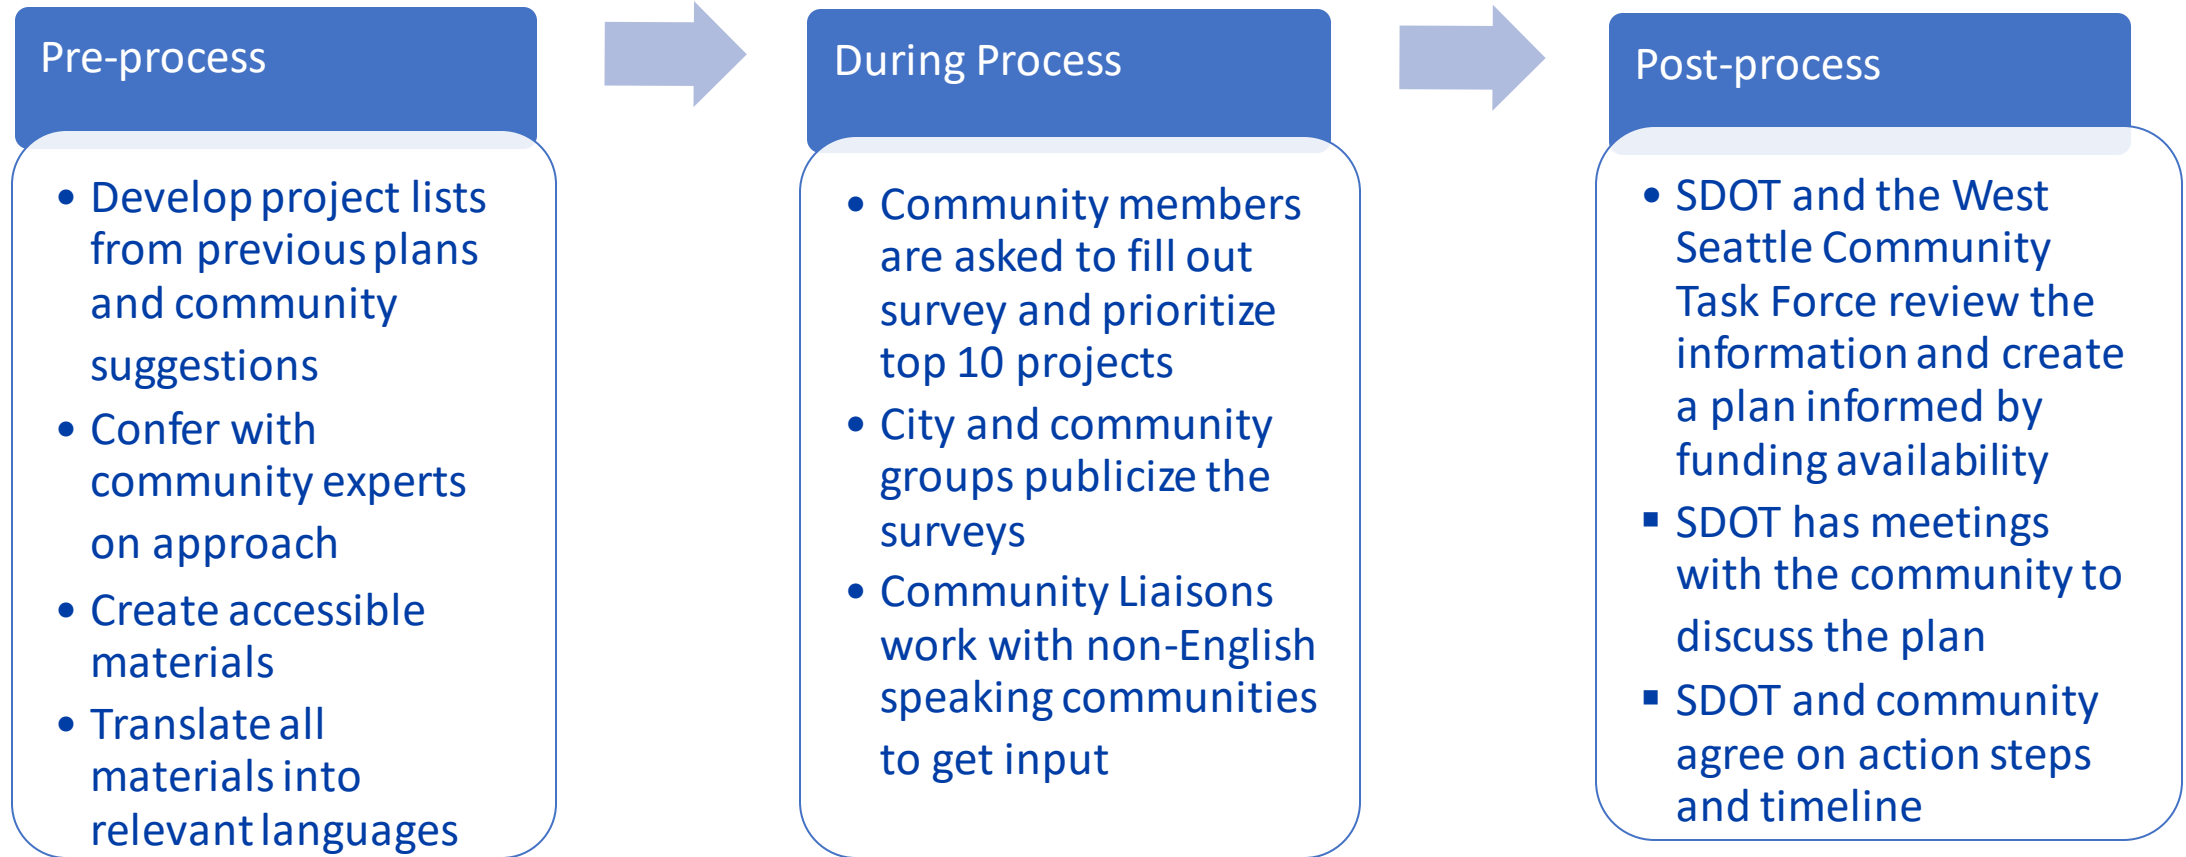 Pre-process
• Develop project lists
from previous plans
and community
suggestions
• Confer with
community experts
on approach
• Create accessible
materials
• Translate all
materials into
relevant languages
During Process
• Community members
are asked to fill out
survey and prioritize
top 10 projects
• City and community
groups publicize the
surveys
• Community Liaisons
work with non-English
speaking communities
to get input
Post-process
• SDOT and the West
Seattle Community
Task Force review the
information and create
a plan informed by
funding availability
▪ SDOT has meetings
with the community to
discuss the plan
▪ SDOT and community
agree on action steps
and timeline